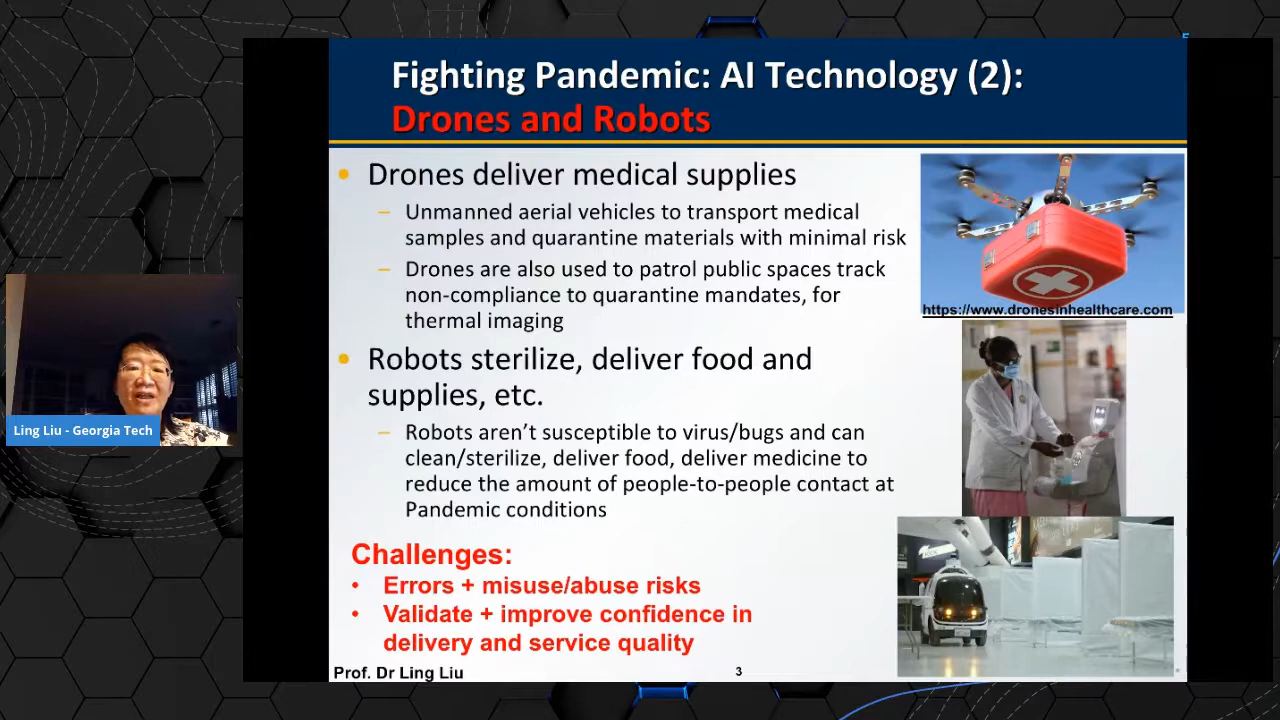 Fighting Pandemic: AI Technology (2):
Drones and Robots
• Drones deliver medical supplies
– Unmanned aerial vehicles to transport medical
samples and quarantine materials with minimal risk
– Drones are also used to patrol public spaces track
non-compliance to quarantine mandates, for
thermal imaging
• Robots sterilize, deliver food and
supplies, etc.
– Robots aren’t susceptible to virus/bugs and can
clean/sterilize, deliver food, deliver medicine to
reduce the amount of people-to-people contact at
Pandemic conditions
Challenges:
• Errors + misuse/abuse risks
• Validate + improve confidence in
delivery and service quality
Prof. Dr Ling Liu
3
https://www.dronesinhealthcare.com
Ling Liu - Georgia Tech